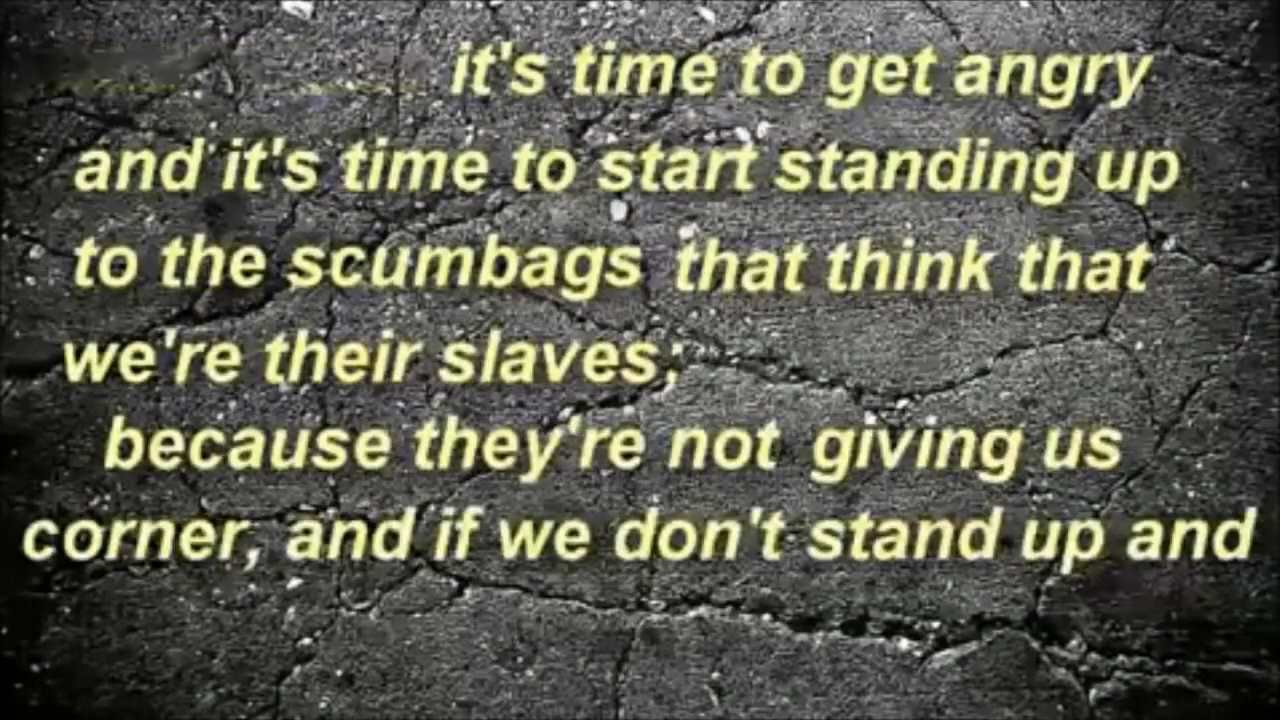 it's time to get angry
and it's time to start standing up
to the scumbags that think that
we're their slaves;
because they're not giving us
corner, and if we don't stand up and